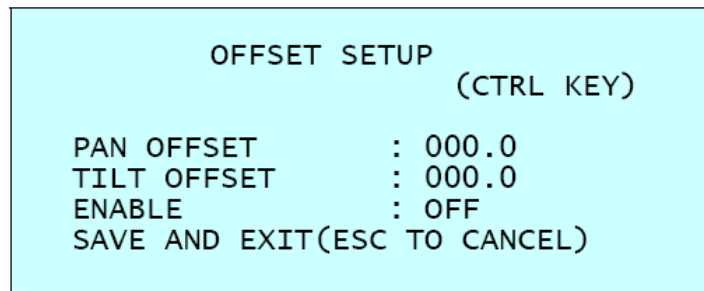 OFFSET SETUP
(CTRL KEY)
PAN OFFSET : 000.0
TILT OFFSET : 000.0
ENABLE : OFF
SAVE AND EXIT(ESC TO CANCEL)